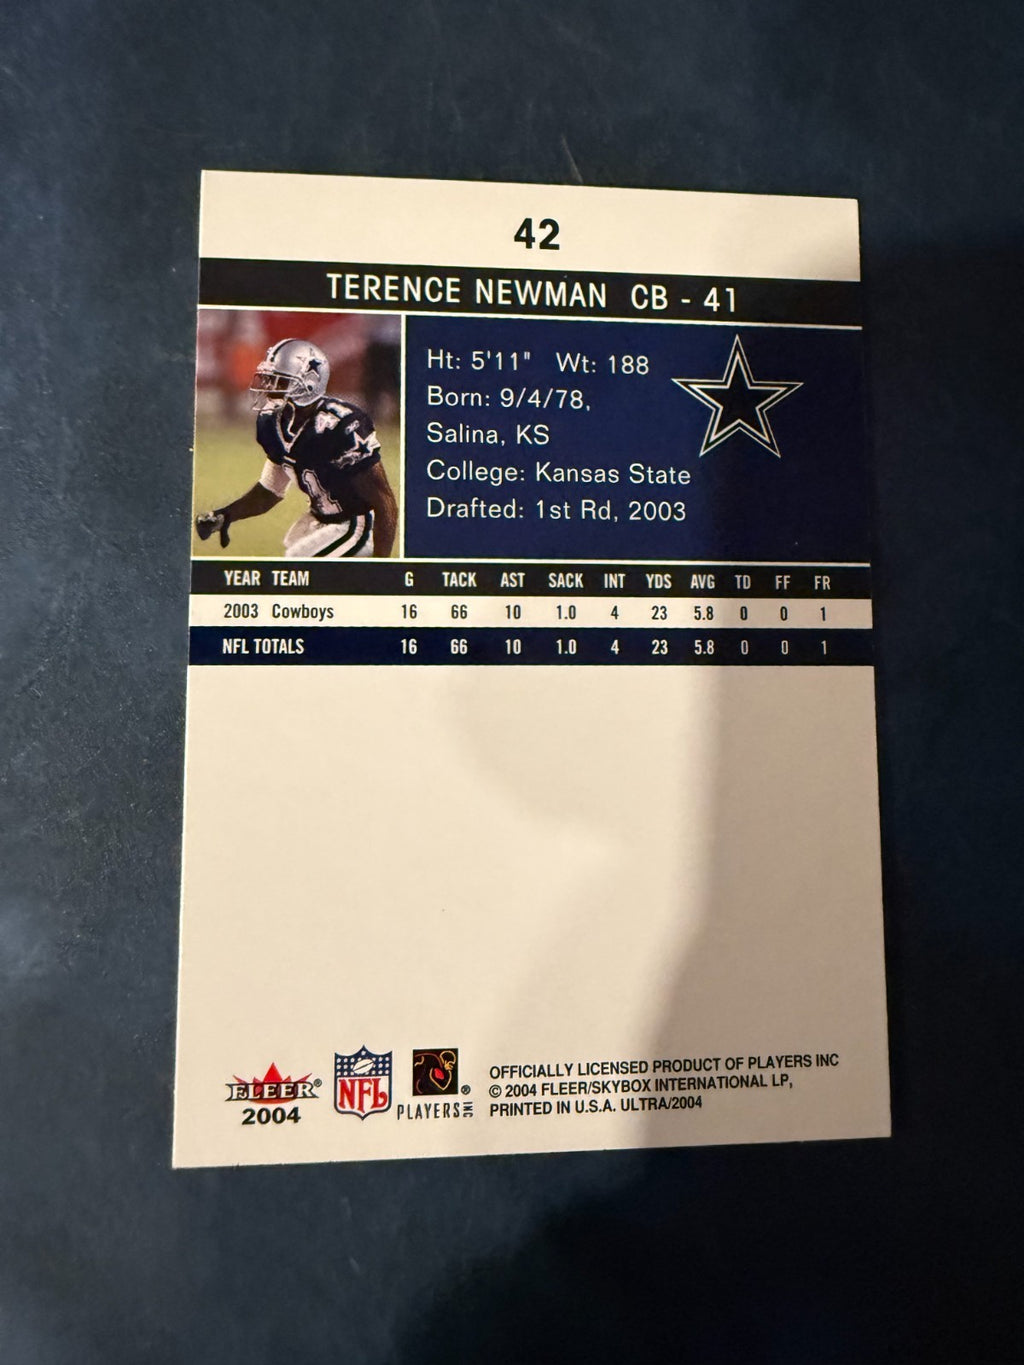 42
TERENCE NEWMAN CB - 41
Ht: 5'11" Wt: 188
Born: 9/4/78,
Salina, KS
College: Kansas State
Drafted: 1st Rd, 2003
YEAR TEAM G TACK AST SACK INT YDS AVG TD FF FR
2003 Cowboys 16 66 10 1.0 4 23 5.8 0 0 1
NFL TOTALS 16 66 10 1.0 4 23 5.8 0 0 1
FLEER®
2004
NFL
PLAYERS INC ®
OFFICIALLY LICENSED PRODUCT OF PLAYERS INC
© 2004 FLEER/SKYBOX INTERNATIONAL LP,
PRINTED IN U.S.A. ULTRA/2004
41
41